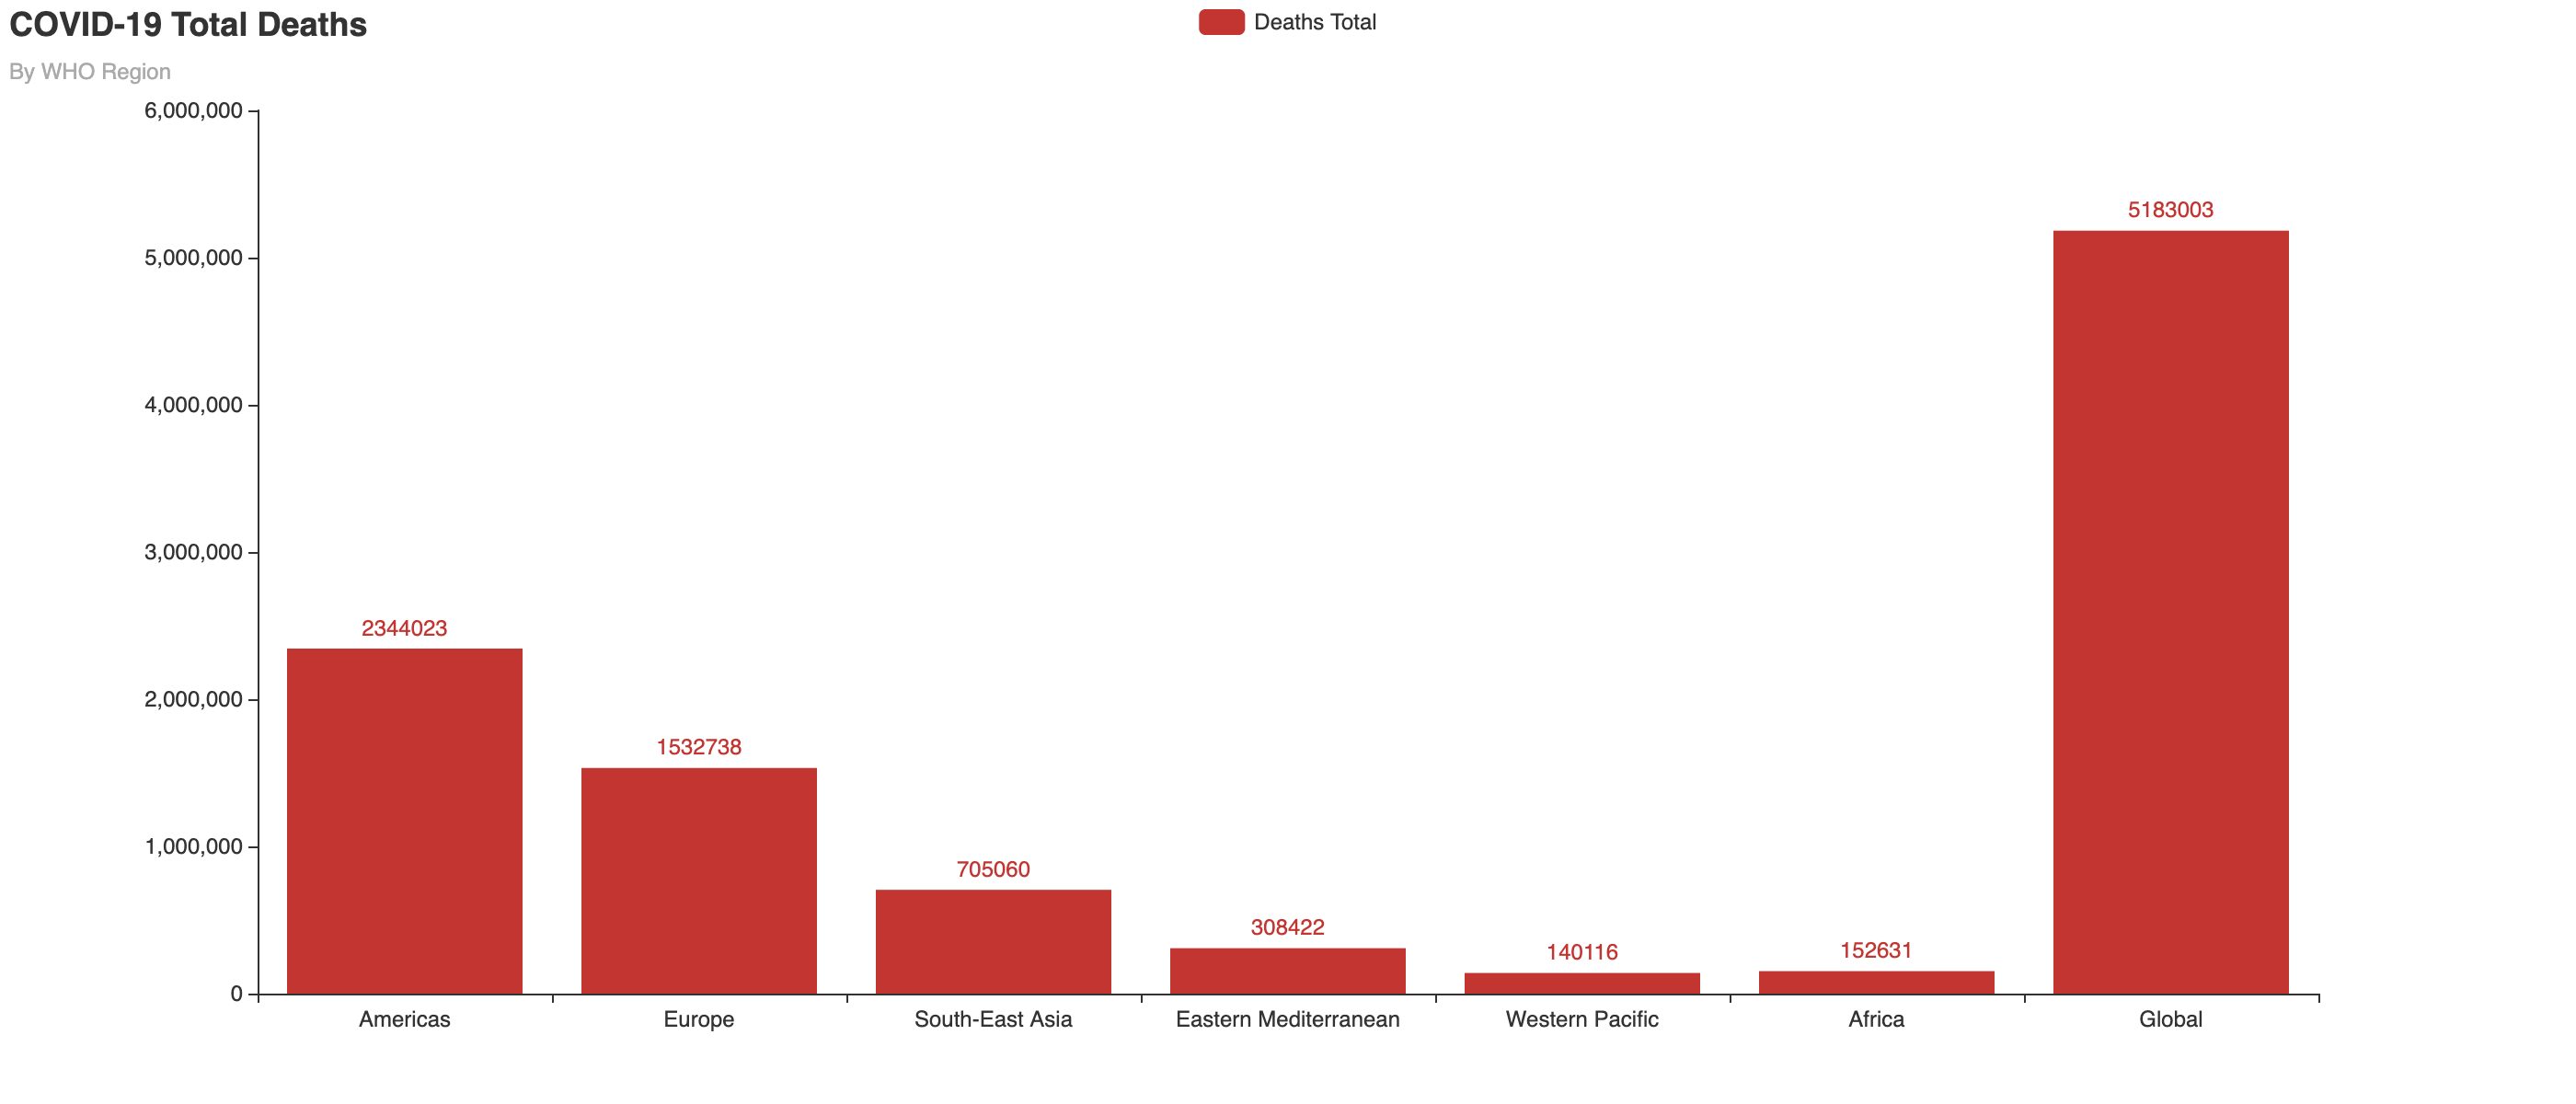 COVID-19 Total Deaths
Deaths Total
By WHO Region
6,000,000
5,000,000
4,000,000
3,000,000
2,000,000
1,000,000
0
2344023
1532738
705060
308422
140116
152631
5183003
Americas
Europe
South-East Asia
Eastern Mediterranean
Western Pacific
Africa
Global